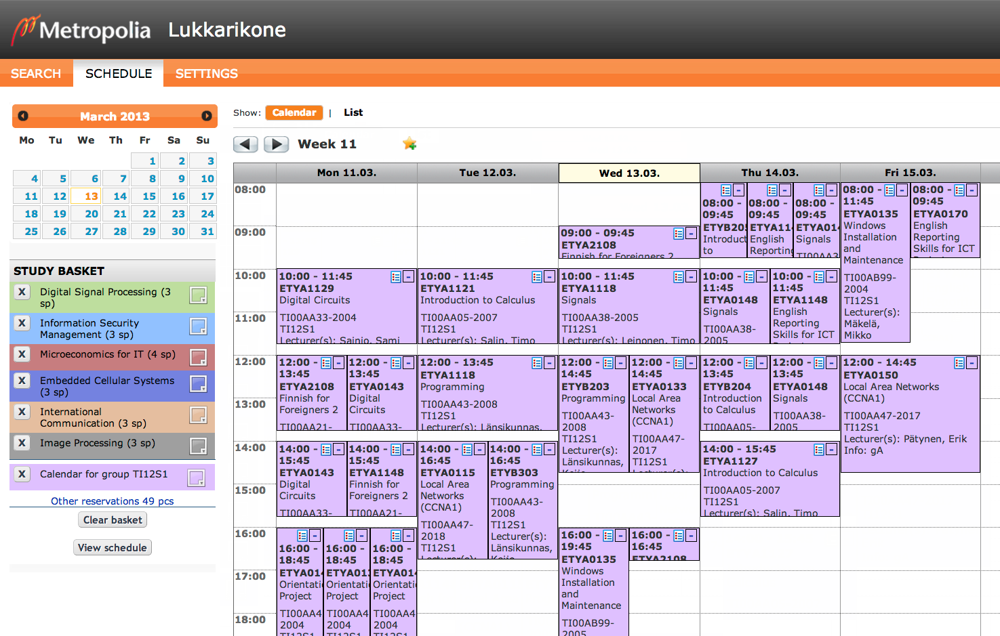 Metropolia Lukkarikone
SEARCH SCHEDULE SETTINGS
March 2013
Mo Tu We Th Fr Sa Su
1 2 3
4 5 6 7 8 9 10
11 12 13 14 15 16 17
18 19 20 21 22 23 24
25 26 27 28 29 30 31
STUDY BASKET
X Digital Signal Processing (3
sp)
X Information Security
Management (3 sp)
X Microeconomics for IT (4 sp)
X Embedded Cellular Systems
(3 sp)
X International
Communication (3 sp)
X Image Processing (3 sp)
X Calendar for group TI12S1
Other reservations 49 pcs
Clear basket
View schedule
Show: Calendar | List
Week 11
Mon 11.03. Tue 12.03. Wed 13.03. Thu 14.03. Fri 15.03.
08:00
09:00
10:00
11:00
12:00
13:00
14:00
15:00
16:00
17:00
18:00
10:00 - 11:45
ETYA1129
Digital Circuits
TI00AA33-2004
TI12S1
Lecturer(s): Sainio, Sami
12:00 -
13:45
ETYA2108
Finnish for
Foreigners 2
TI00AA21-
12:00 -
13:45
ETYA0143
Digital
Circuits
TI00AA33-
14:00 -
15:45
ETYA0143
Digital
Circuits
TI00AA33-
14:00 -
15:45
ETYA1148
Finnish for
Foreigners 2
TI00AA21-
16:00 -
18:45
ETYA014
Orientatio
Project
TI00AA4
2004
TI12S1
16:00 -
18:45
ETYA01
Orientatio
Project
TI00AA4
2004
TI12S1
16:00 -
18:45
ETYA014
Orientatio
Project
TI00AA4
2004
TI12S1
10:00 - 11:45
ETYA1121
Introduction to Calculus
TI00AA05-2007
TI12S1
Lecturer(s): Salin, Timo
12:00 - 13:45
ETYA1118
Programming
TI00AA43-2008
TI12S1
Lecturer(s): Länsikunnas,
14:00 -
16:45
ETYA0115
Local Area
Networks
(CCNA1)
TI00AA47-
2018
TI12S1
Lecturer(s):
14:00 -
16:45
ETYB303
Programming
TI00AA43-
2008
TI12S1
Lecturer(s):
Länsikunnas,
Keijo
09:00 - 09:45
ETYA2108
Finnish for Foreigners 2
10:00 - 11:45
ETYA1118
Signals
TI00AA38-2005
TI12S1
Lecturer(s): Leinonen, Timo
12:00 -
14:45
ETYB203
Programming
TI00AA43-
2008
TI12S1
Lecturer(s):
Länsikunnas,
Keijo
12:00 -
14:45
ETYA0133
Local Area
Networks
(CCNA1)
TI00AA47-
2017
TI12S1
Lecturer(s):
16:00 -
19:45
ETYA0135
Windows
Installation
and
Maintenance
TI00AB99-
2005
16:00 -
16:45
ETYA2108
08:00 -
09:45
ETYB205
Introduct
to
08:00 -
09:45
ETYA114
English
Reporting
08:00 -
09:45
ETYA014
Signals
TI00AA3
10:00 -
11:45
ETYA0148
Signals
TI00AA38-
2005
10:00 -
11:45
ETYA1148
English
Reporting
Skills for ICT
12:00 -
13:45
ETYB204
Introduction
to Calculus
TI00AA05-
12:00 -
13:45
ETYA0148
Signals
TI00AA38-
2005
14:00 - 15:45
ETYA1127
Introduction to Calculus
TI00AA05-2007
TI12S1
Lecturer(s): Salin, Timo
08:00 -
11:45
ETYA0135
Windows
Installation
and
Maintenance
TI00AB99-
2004
TI12S1
Lecturer(s):
Mäkelä,
Mikko
08:00 -
09:45
ETYA0170
English
Reporting
Skills for ICT
12:00 - 14:45
ETYA0150
Local Area Networks
(CCNA1)
TI00AA47-2017
TI12S1
Lecturer(s): Pätynen, Erik
Info: gA